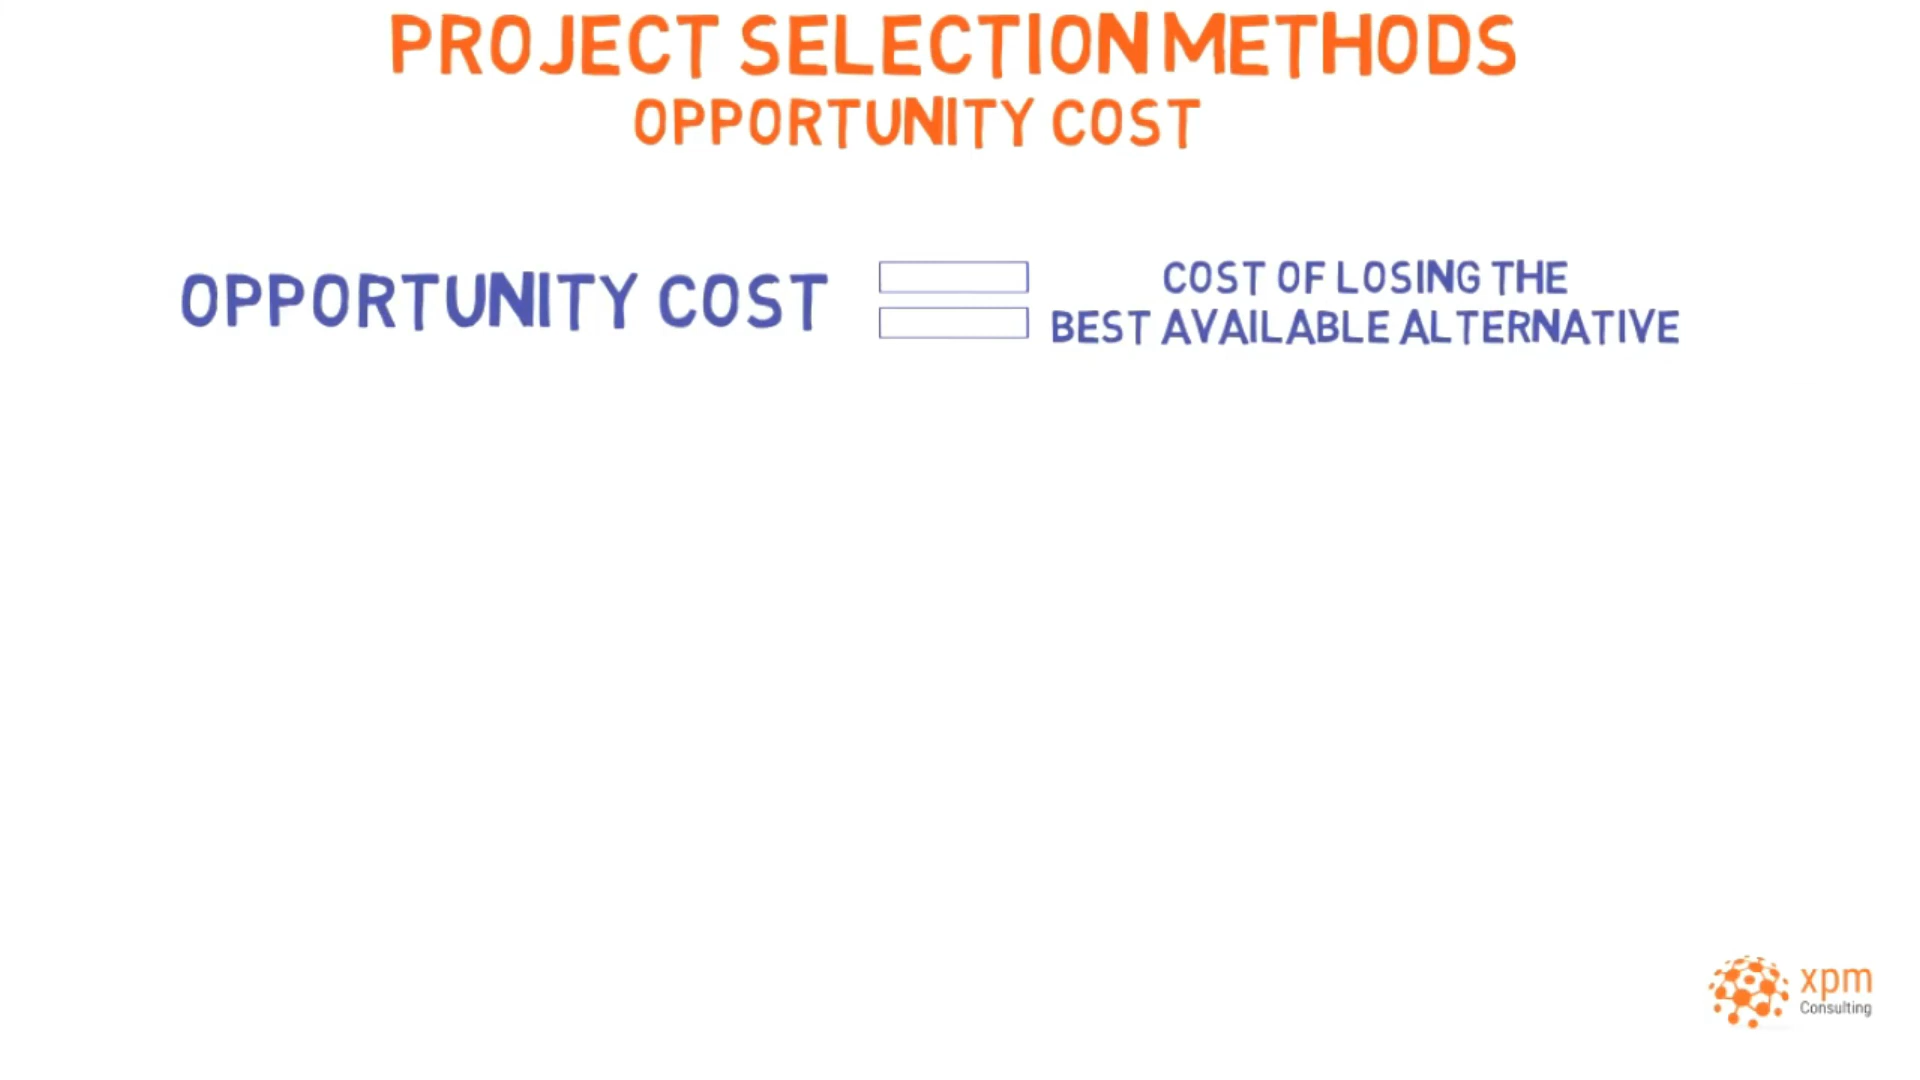 PROJECT SELECTION METHODS
OPPORTUNITY COST
OPPORTUNITY COST
COST OF LOSING THE
BEST AVAILABLE ALTERNATIVE
xpm
Consulting